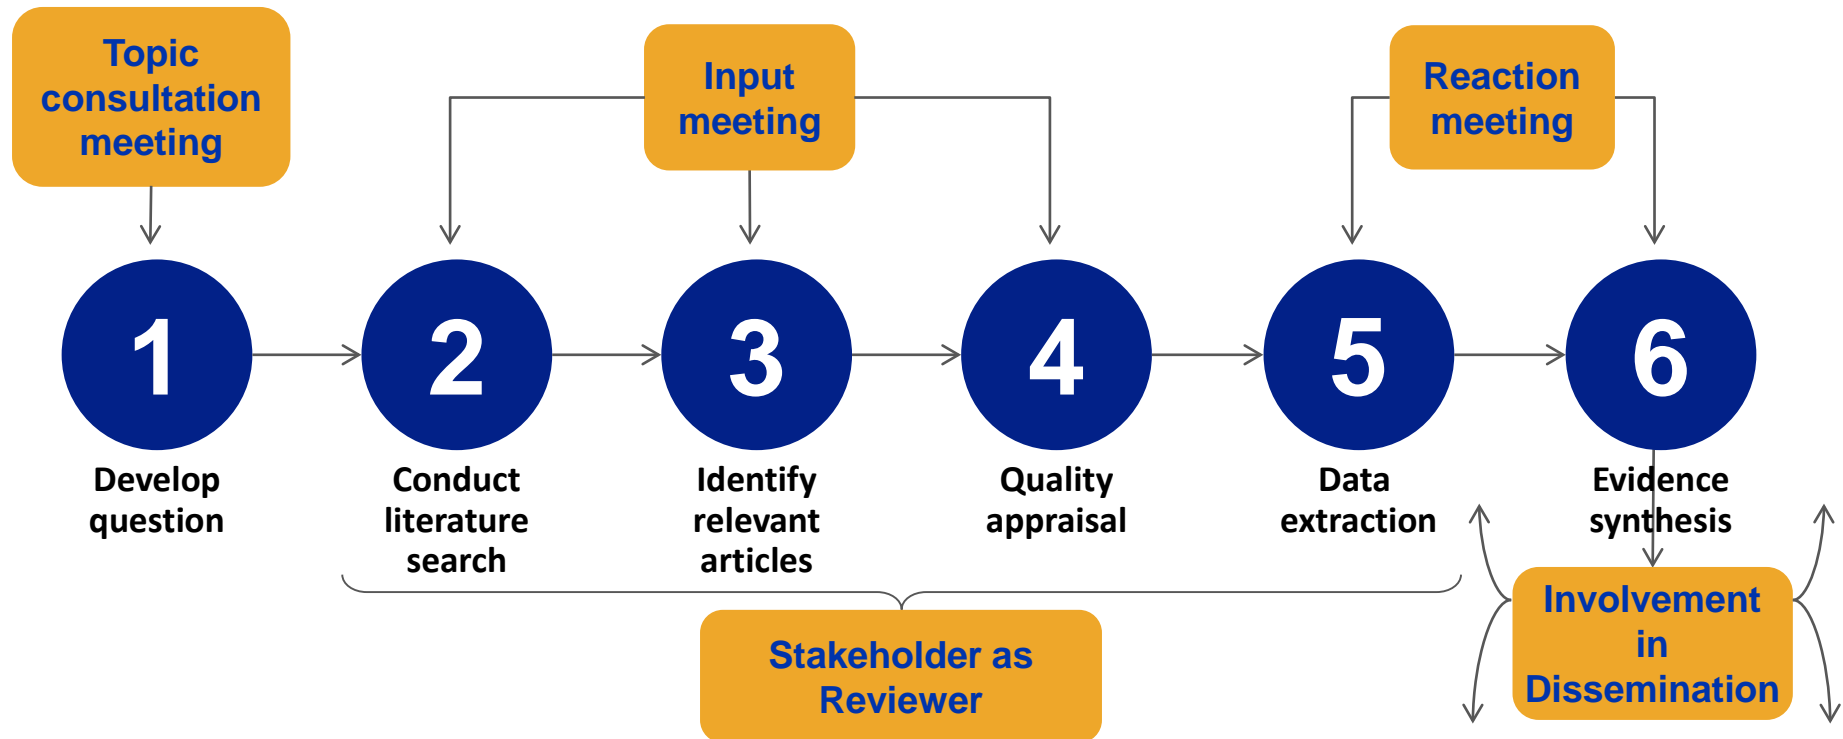 Topic
consultation
meeting
Input
meeting
Reaction
meeting
1
2
3
4
5
6
Develop
question
Conduct
literature
search
Identify
relevant
articles
Quality
appraisal
Data
extraction
Evidence
synthesis
Stakeholder as
Reviewer
Involvement
in
Dissemination